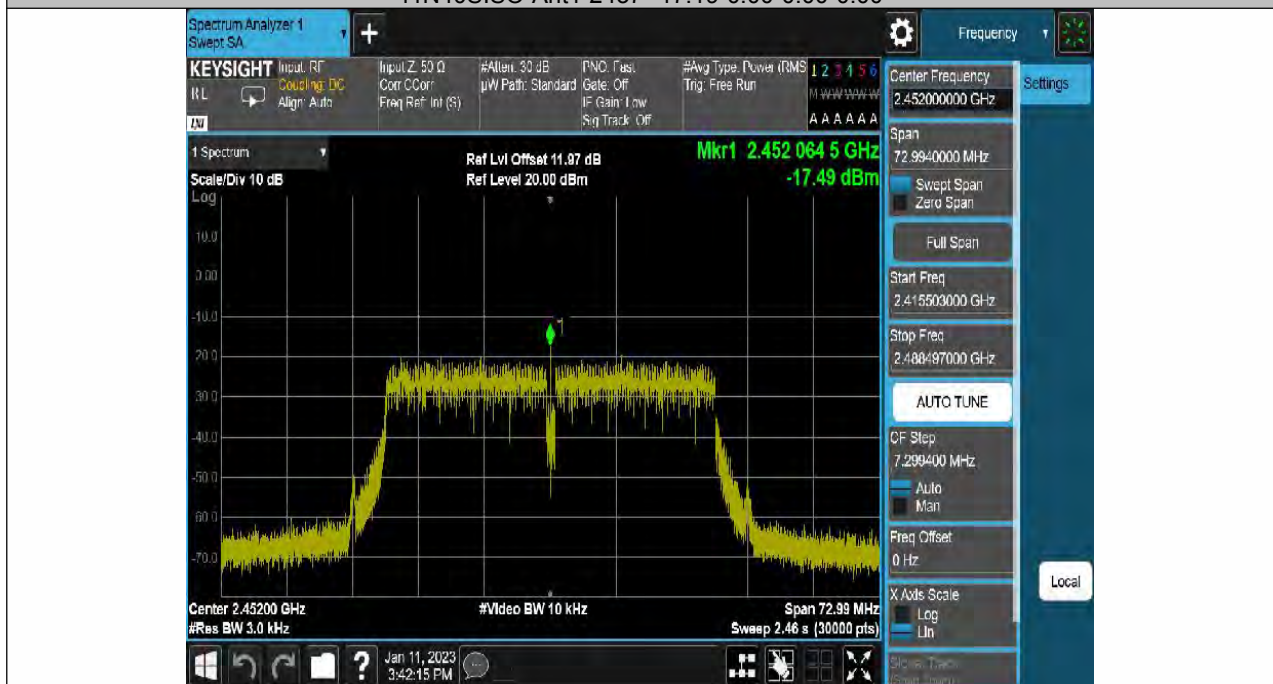 Spectrum Analyzer 1
Swept SA
+
Frequency
KEYSIGHT
RL
Input: RF
Coupling: DC
Align: Auto
Input Z: 50 Ω
Corr CCorr
Freq Ref: Int (S)
#Atten: 30 dB
µW Path: Standard
PNO: Fast
Gate: Off
IF Gain: Low
Sig Track: Off
#Avg Type: Power (RMS
Trig: Free Run
1 2 3 4 5 6
M W W W W W
A A A A A A
1 Spectrum
Scale/Div 10 dB
Log
Ref Lvl Offset 11.97 dB
Ref Level 20.00 dBm
Mkr1 2.452 064 5 GHz
-17.49 dBm
10.0
0.00
-10.0
-20.0
-30.0
-40.0
-50.0
-60.0
-70.0
1
Center 2.45200 GHz
#Res BW 3.0 kHz
#Video BW 10 kHz
Span 72.99 MHz
Sweep 2.46 s (30000 pts)
Jan 11, 2023
3:42:15 PM
?
Center Frequency
2.452000000 GHz
Settings
Span
72.9940000 MHz
Swept Span
Zero Span
Full Span
Start Freq
2.415503000 GHz
Stop Freq
2.488497000 GHz
AUTO TUNE
CF Step
7.299400 MHz
Auto
Man
Freq Offset
0 Hz
X Axis Scale
Log
Lin
Local
Signal Track